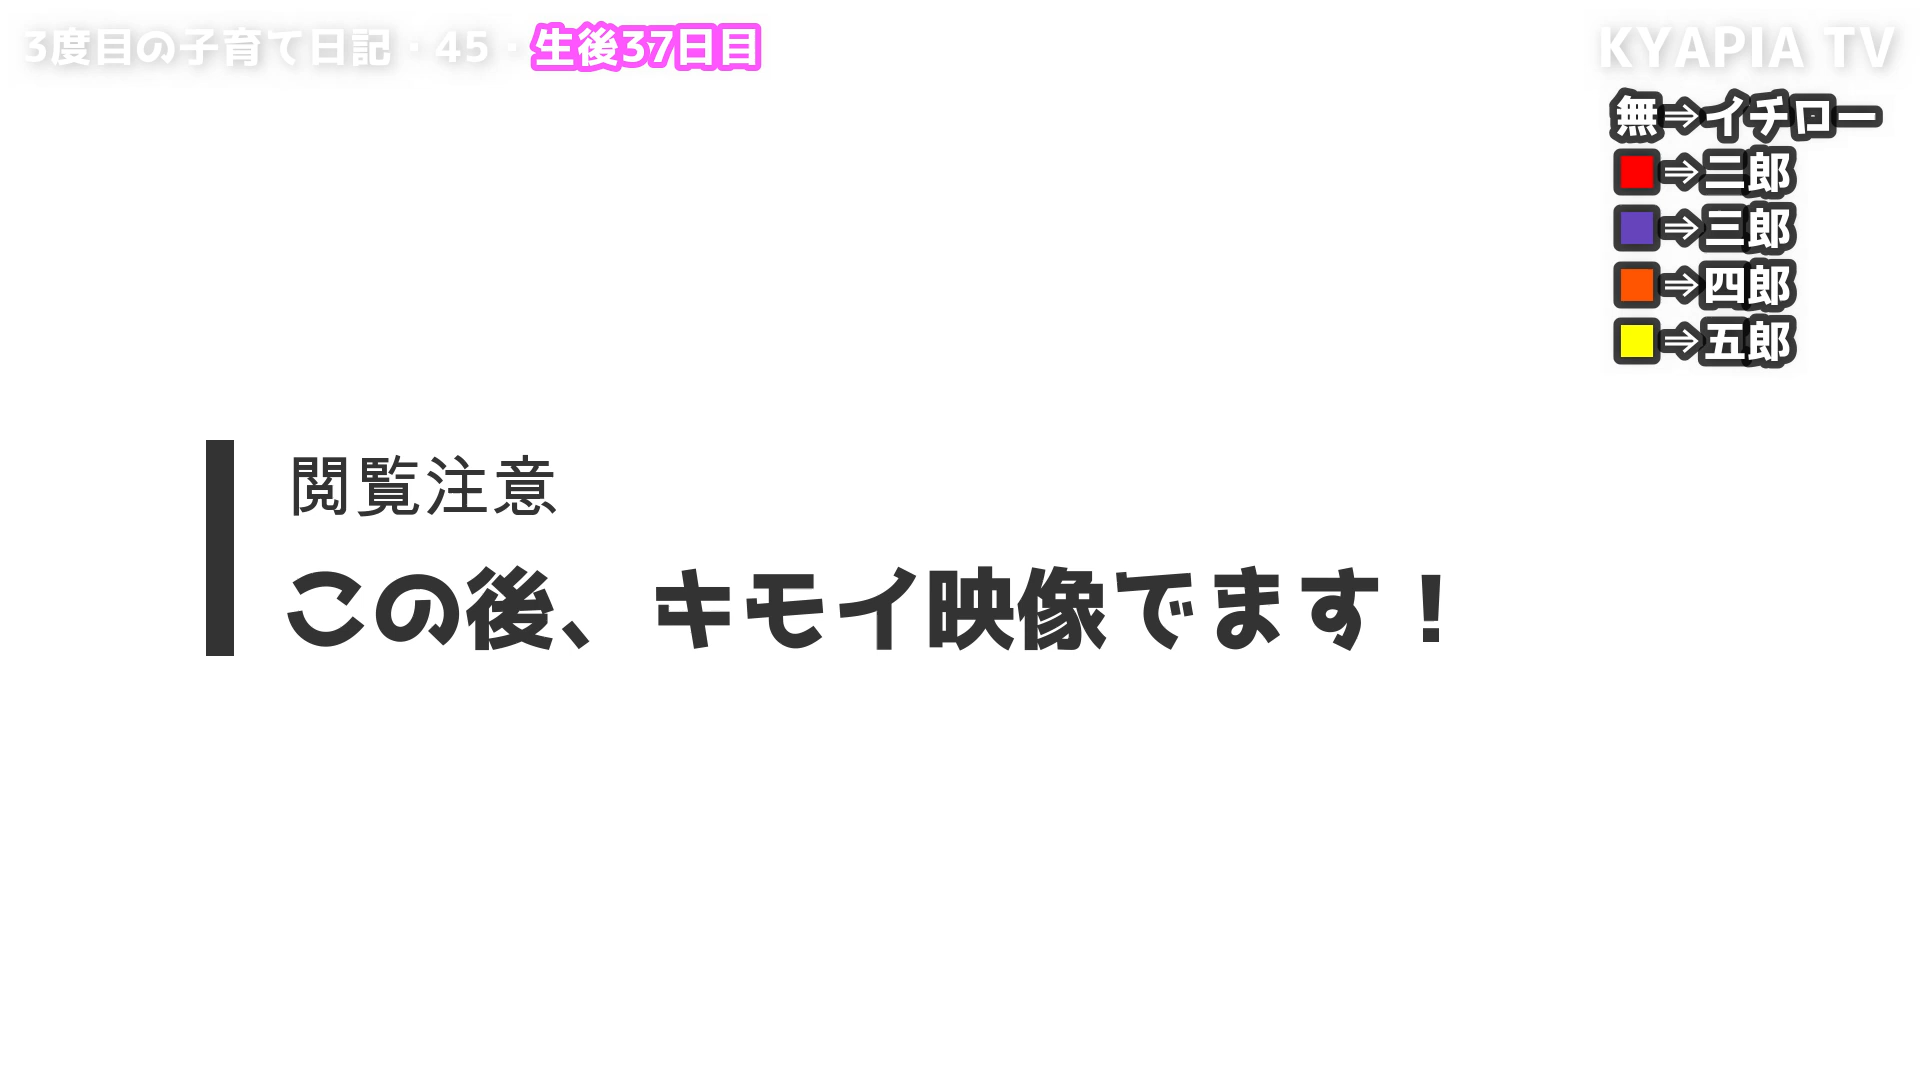 3度目の子育て日記・45・生後37日目
KYAPIA TV
無⇒イチロー
■⇒二郎
■⇒三郎
■⇒四郎
■⇒五郎
閲覧注意
この後、キモイ映像でます！